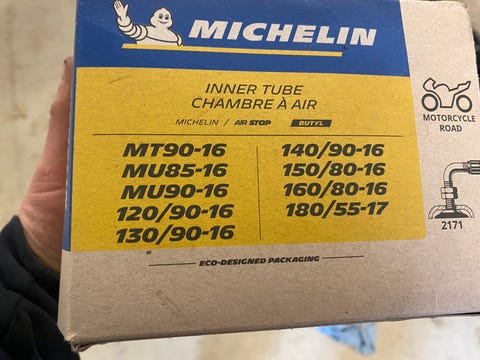 MICHELIN
INNER TUBE
CHAMBRE À AIR
MICHELIN / AIR STOP BUTYL
MT90-16
MU85-16
MU90-16
120/90-16
130/90-16
140/90-16
150/80-16
160/80-16
180/55-17
ECO-DESIGNED PACKAGING
MOTORCYCLE
ROAD
2171